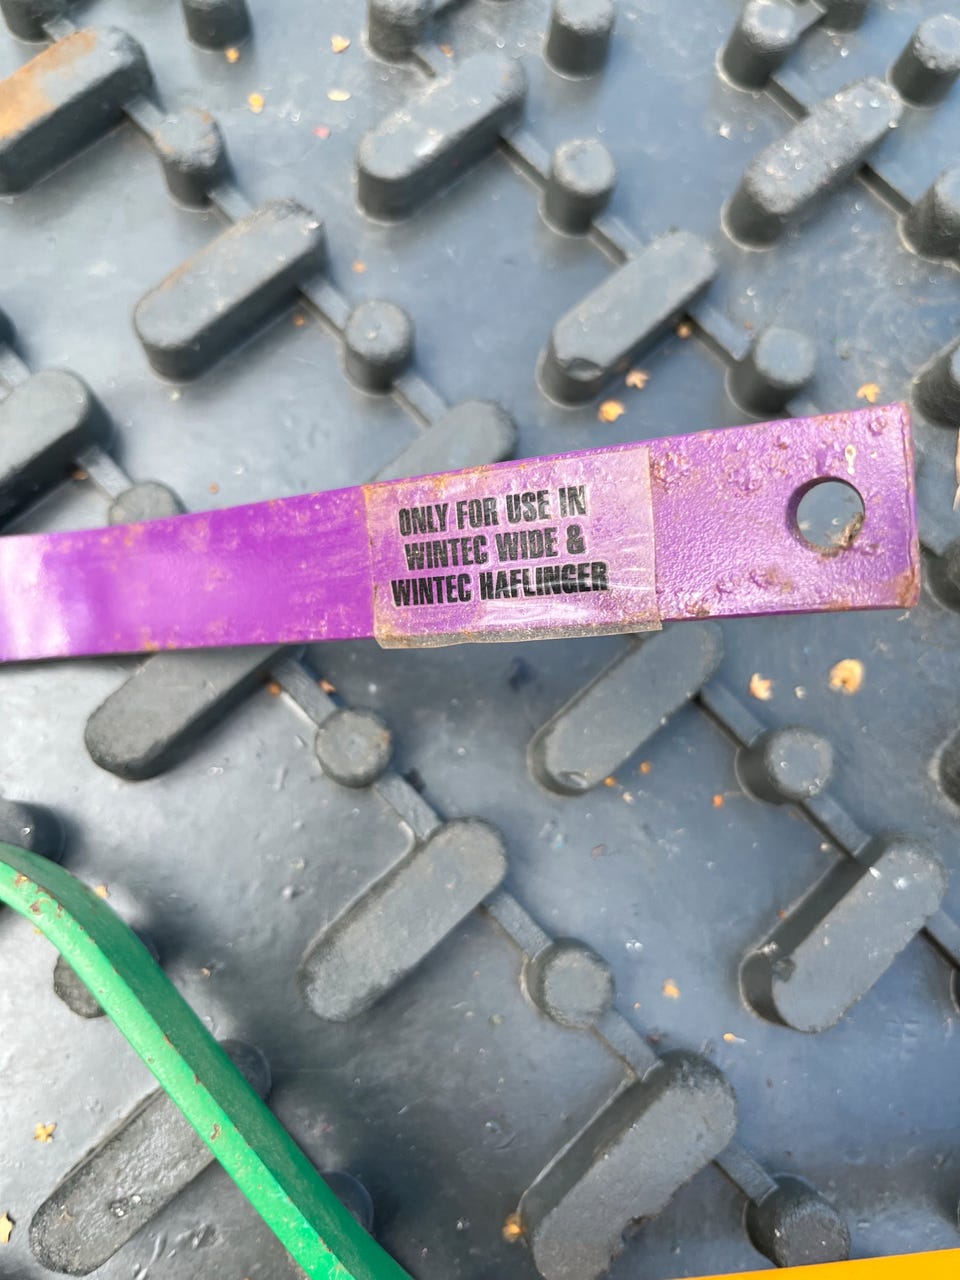 ONLY FOR USE IN
WINTEC WIDE &
WINTEC HAFLINGER